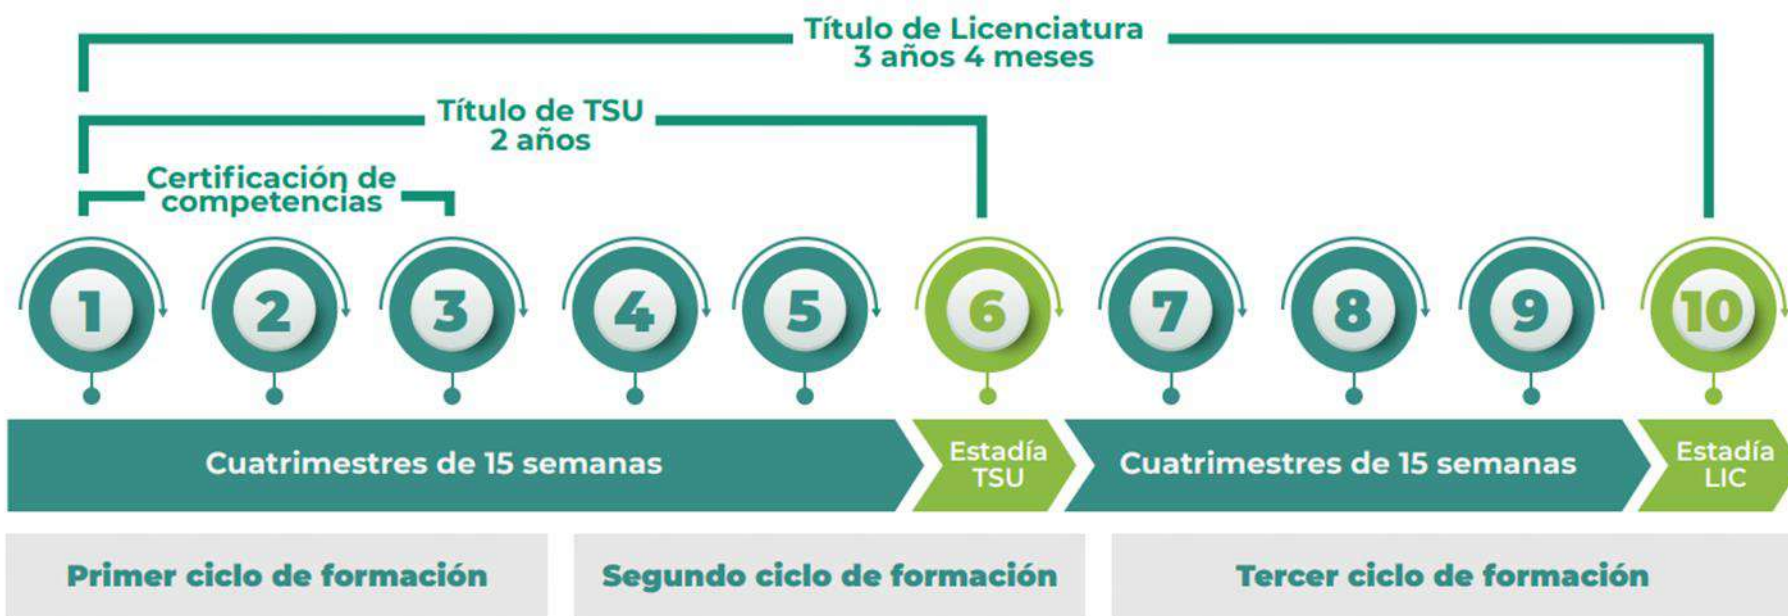 Título de Licenciatura
3 años 4 meses
Título de TSU
2 años
Certificación de
competencias
1 2 3 4 5 6 7 8 9 10
Cuatrimestres de 15 semanas
Estadía
TSU
Cuatrimestres de 15 semanas
Estadía
LIC
Primer ciclo de formación
Segundo ciclo de formación
Tercer ciclo de formación